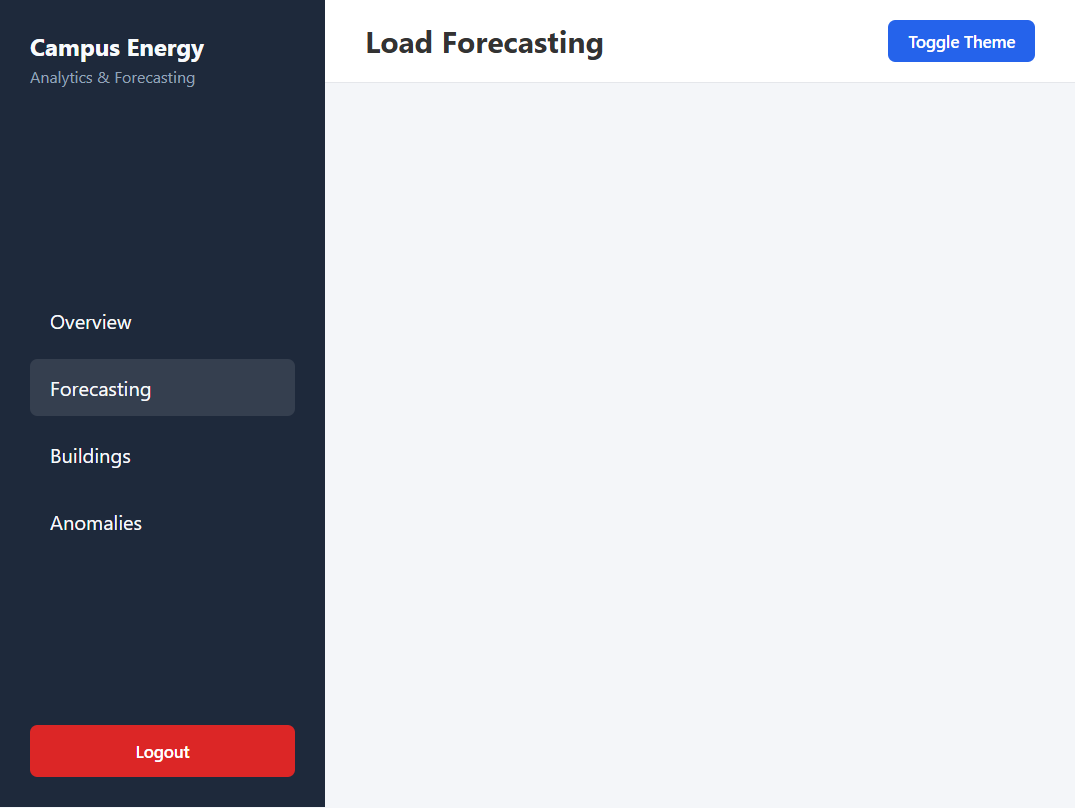 Campus Energy
Analytics & Forecasting
Overview
Forecasting
Buildings
Anomalies
Logout
Load Forecasting
Toggle Theme